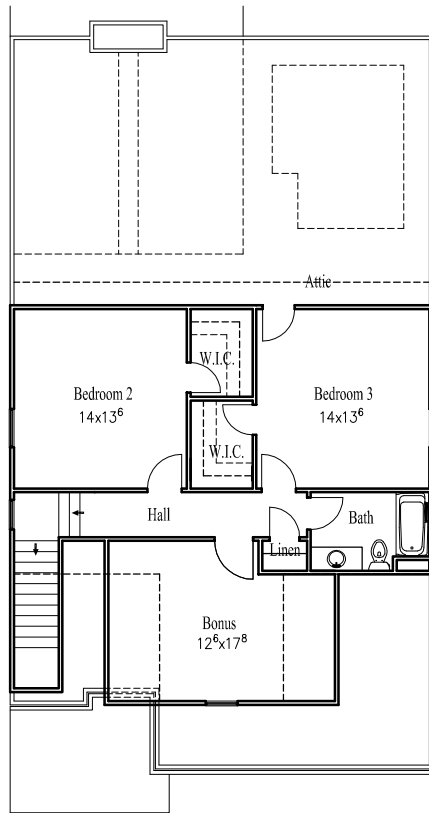 Attic
W.I.C.
Bedroom 2
14x13⁶
Bedroom 3
14x13⁶
W.I.C.
Hall
Bath
Linen
Bonus
12⁶x17⁸